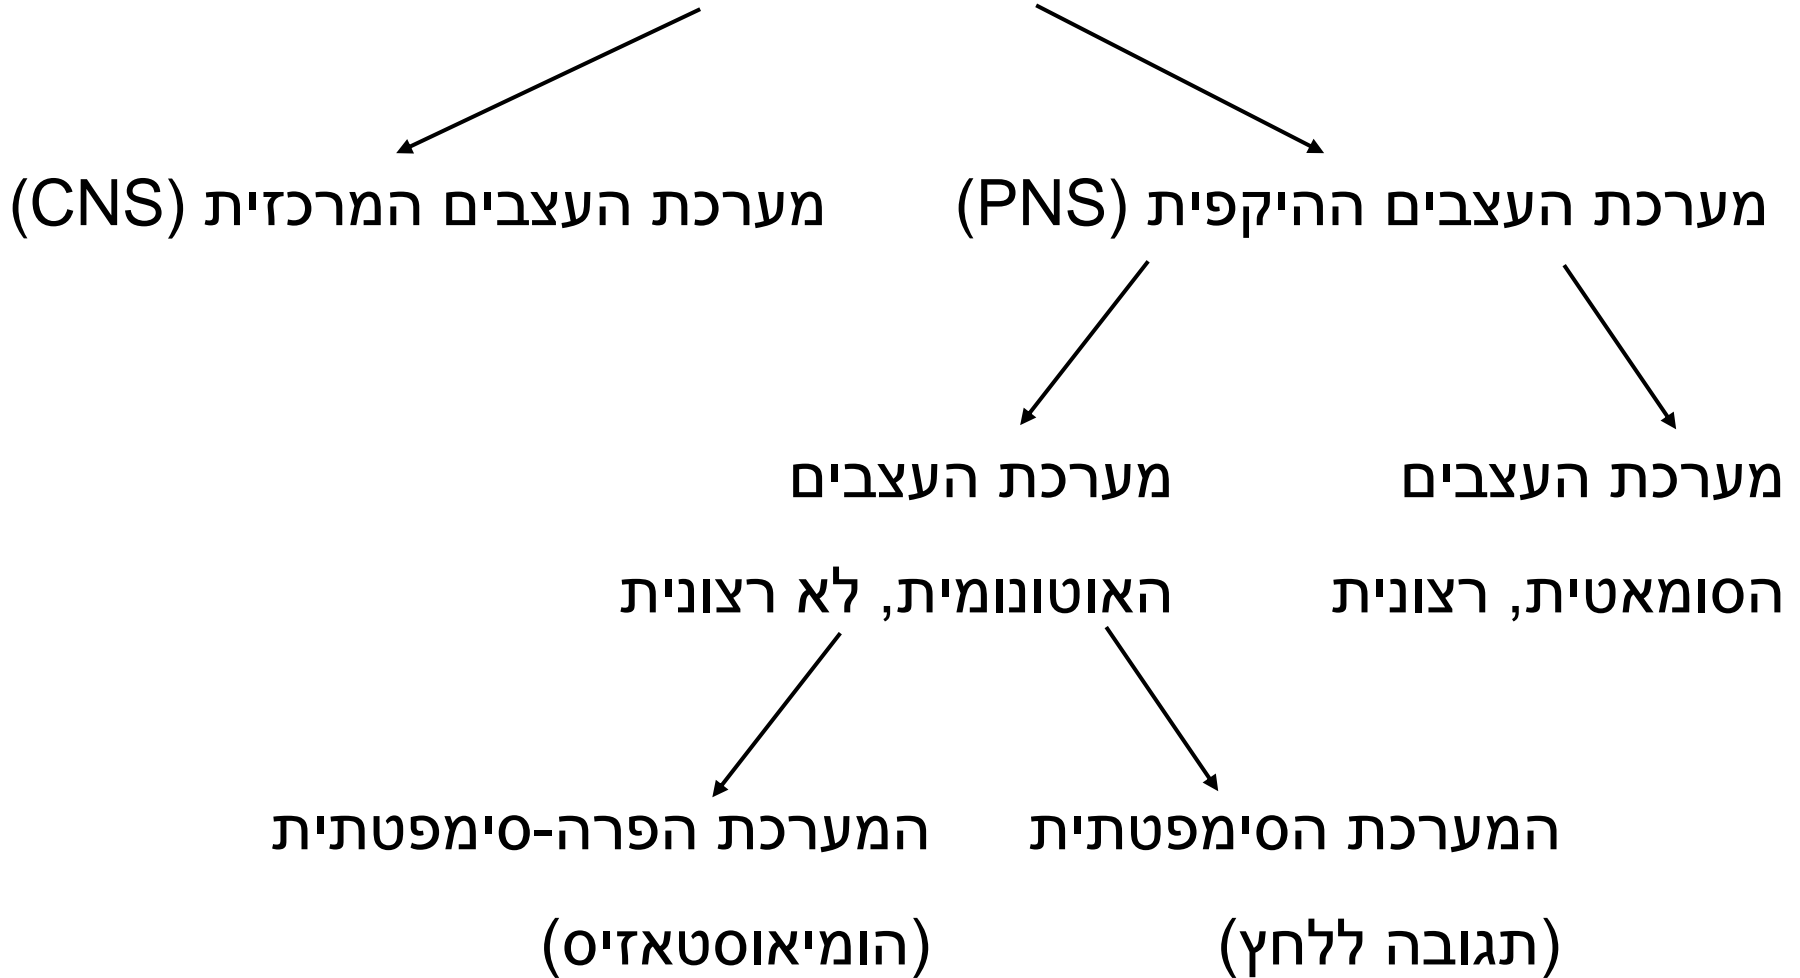 מערכת העצבים ההיקפית (PNS)
מערכת העצבים המרכזית (CNS)
מערכת העצבים
הסומאטית, רצונית
מערכת העצבים
האוטונומית, לא רצונית
המערכת הסימפטתית
(תגובה ללחץ)
המערכת הפרה-סימפטתית
(הומיאוסטאזיס)